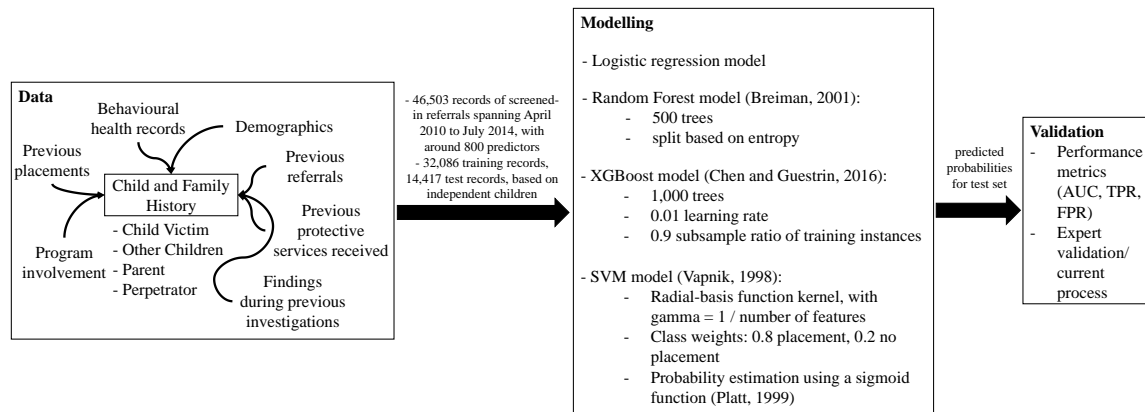 Data
Behavioural
health records
Demographics
Previous
placements
Previous
referrals
Child and Family
History
- Child Victim
- Other Children
- Parent
- Perpetrator
Program
involvement
Previous
protective
services received
Findings
during previous
investigations
- 46,503 records of screened-
in referrals spanning April
2010 to July 2014, with
around 800 predictors
- 32,086 training records,
14,417 test records, based on
independent children
Modelling
- Logistic regression model
- Random Forest model (Breiman, 2001):
- 500 trees
- split based on entropy
- XGBoost model (Chen and Guestrin, 2016):
- 1,000 trees
- 0.01 learning rate
- 0.9 subsample ratio of training instances
- SVM model (Vapnik, 1998):
- Radial-basis function kernel, with
gamma = 1 / number of features
- Class weights: 0.8 placement, 0.2 no
placement
- Probability estimation using a sigmoid
function (Platt, 1999)
predicted
probabilities
for test set
Validation
- Performance
metrics
(AUC, TPR,
FPR)
- Expert
validation/
current
process